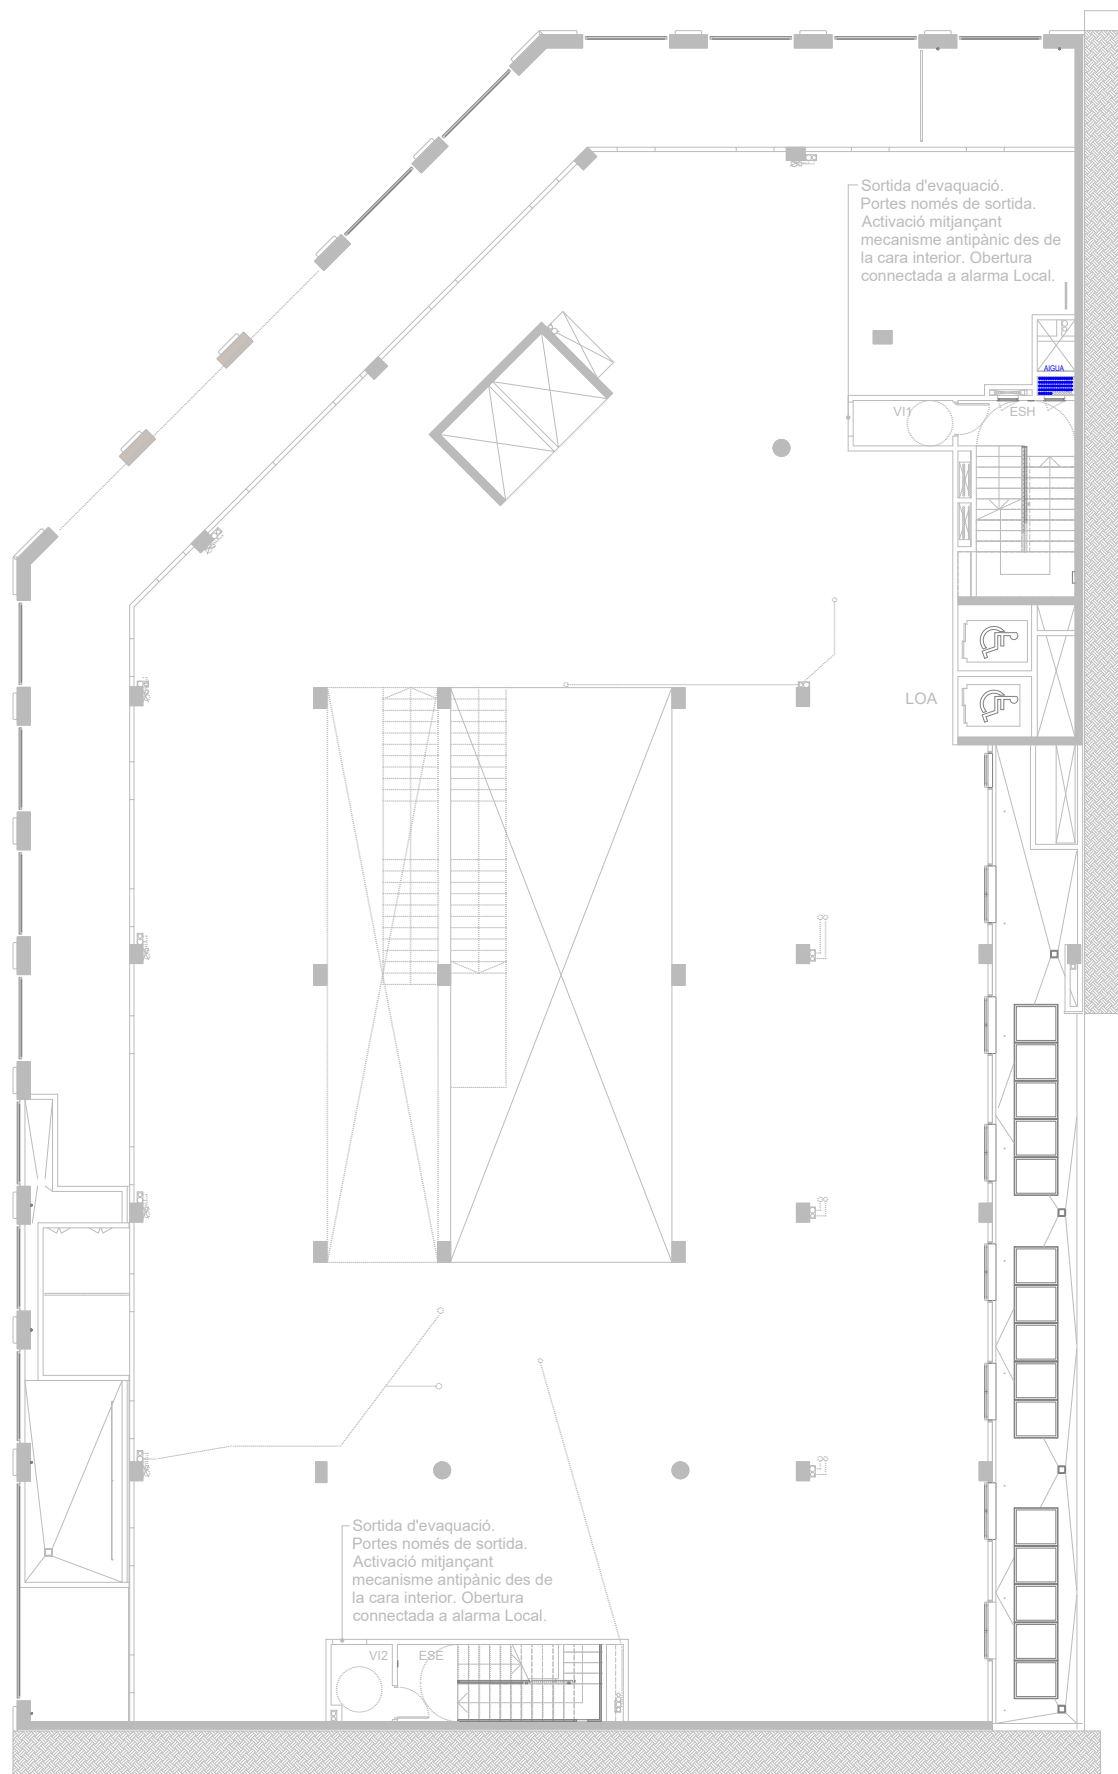 Sortida d'evaquació.
Portes només de sortida.
Activació mitjançant
mecanisme antipànic des de
la cara interior. Obertura
connectada a alarma Local.
AIGUA
VI1
ESH
LOA
Sortida d'evaquació.
Portes només de sortida.
Activació mitjançant
mecanisme antipànic des de
la cara interior. Obertura
connectada a alarma Local.
VI2
ESE